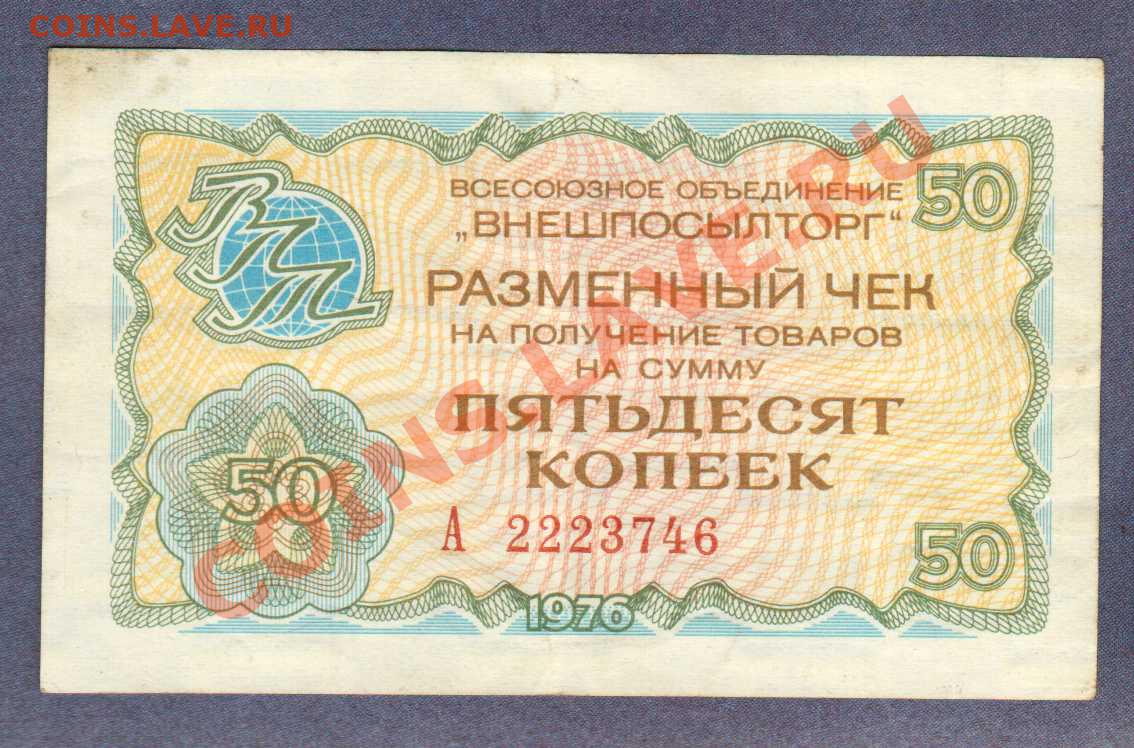 COINS.LAVE.RU
ВПТ
ВСЕСОЮЗНОЕ ОБЪЕДИНЕНИЕ
„ВНЕШПОСЫЛТОРГ“
50
РАЗМЕННЫЙ ЧЕК
НА ПОЛУЧЕНИЕ ТОВАРОВ
НА СУММУ
ПЯТЬДЕСЯТ
КОПЕЕК
50
А 2223746
50
1976
COINS.LAVE.RU